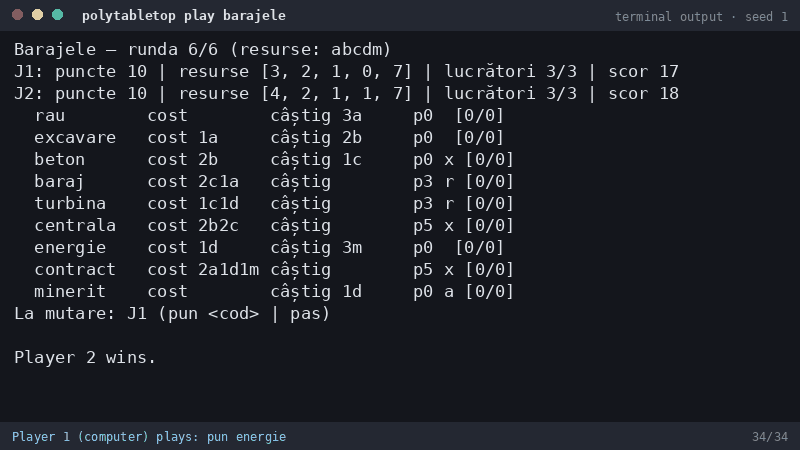 polytabletop play barajele
terminal output · seed 1
Barajele — runda 6/6 (resurse: abcdm)
J1: puncte 10 | resurse [3, 2, 1, 0, 7] | lucrători 3/3 | scor 17
J2: puncte 10 | resurse [4, 2, 1, 1, 7] | lucrători 3/3 | scor 18
rau cost câștig 3a p0 [0/0]
excavare cost 1a câștig 2b p0 [0/0]
beton cost 2b câștig 1c p0 x [0/0]
baraj cost 2c1a câștig p3 r [0/0]
turbina cost 1c1d câștig p3 r [0/0]
centrala cost 2b2c câștig p5 x [0/0]
energie cost 1d câștig 3m p0 [0/0]
contract cost 2a1d1m câștig p5 x [0/0]
minerit cost câștig 1d p0 a [0/0]
La mutare: J1 (pun <cod> | pas)
Player 2 wins.
Player 1 (computer) plays: pun energie
34/34